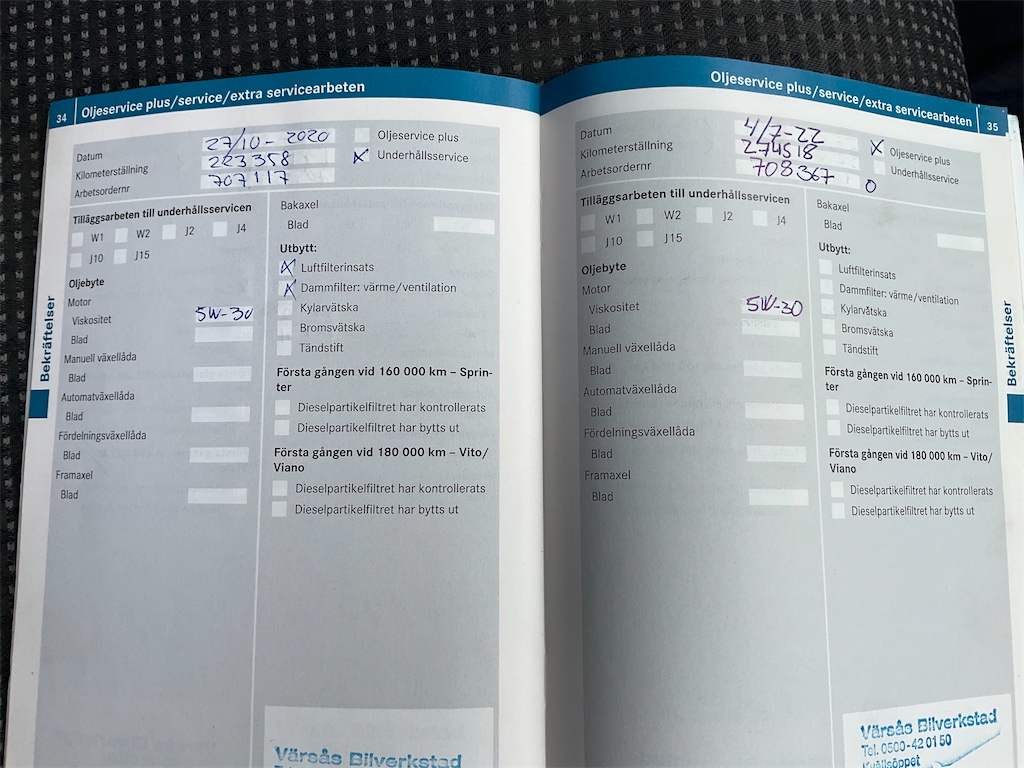 34 Oljeservice plus/service/extra servicearbeten
Datum 27/10-2020
Oljeservice plus
Kilometerställning 223358
X Underhållsservice
Arbetsordernr 707117
Tilläggsarbeten till underhållsservicen
W1 W2 J2 J4
J10 J15
Oljebyte
Motor
Viskositet 5W-30
Blad
Manuell växellåda
Blad
Automatväxellåda
Blad
Fördelningsväxellåda
Blad
Framaxel
Blad
Bakaxel
Blad
Utbytt:
X Luftfilterinsats
X Dammfilter: värme/ventilation
Kylarvätska
Bromsvätska
Tändstift
Första gången vid 160 000 km – Sprin-
ter
Dieselpartikelfiltret har kontrollerats
Dieselpartikelfiltret har bytts ut
Första gången vid 180 000 km – Vito/
Viano
Dieselpartikelfiltret har kontrollerats
Dieselpartikelfiltret har bytts ut
Värsås Bilverkstad
Bekräftelser
Oljeservice plus/service/extra servicearbeten 35
Datum 4/7-22
X Oljeservice plus
Kilometerställning 274518
Underhållsservice
Arbetsordernr 708367
0
Tilläggsarbeten till underhållsservicen
W1 W2 J2 J4
J10 J15
Oljebyte
Motor
Viskositet 5W-30
Blad
Manuell växellåda
Blad
Automatväxellåda
Blad
Fördelningsväxellåda
Blad
Framaxel
Blad
Bakaxel
Blad
Utbytt:
Luftfilterinsats
Dammfilter: värme/ventilation
Kylarvätska
Bromsvätska
Tändstift
Första gången vid 160 000 km – Sprin-
ter
Dieselpartikelfiltret har kontrollerats
Dieselpartikelfiltret har bytts ut
Första gången vid 180 000 km – Vito/
Viano
Dieselpartikelfiltret har kontrollerats
Dieselpartikelfiltret har bytts ut
Värsås Bilverkstad
Tel. 0500-42 01 50
Kvällsöppet
Bekräftelser